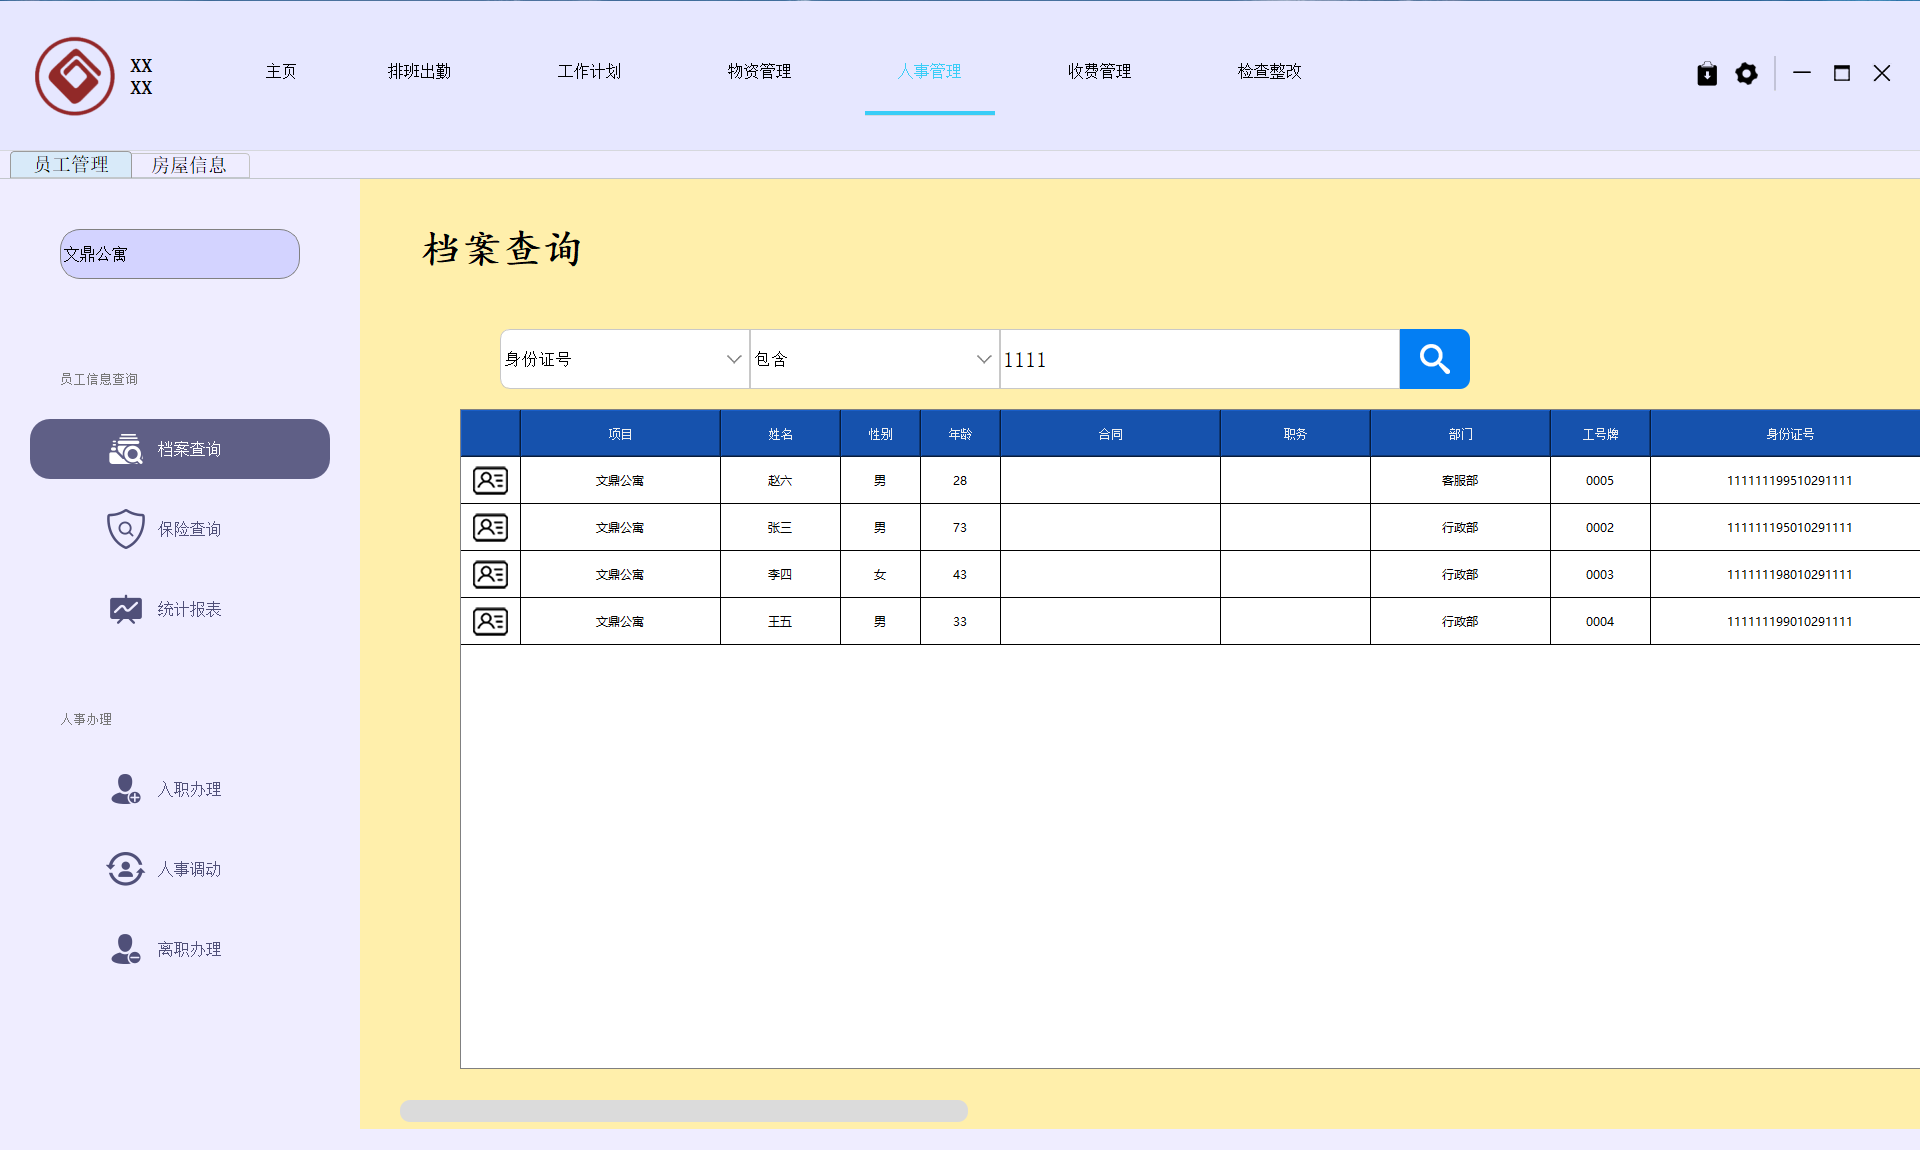 XX
XX
主页 排班出勤 工作计划 物资管理 人事管理 收费管理 检查整改
员工管理 房屋信息
文鼎公寓
员工信息查询
档案查询
保险查询
统计报表
人事办理
入职办理
人事调动
离职办理
档案查询
身份证号 包含 1111
项目 姓名 性别 年龄 合同 职务 部门 工号牌 身份证号
文鼎公寓 赵六 男 28 客服部 0005 111111199510291111
文鼎公寓 张三 男 73 行政部 0002 111111195010291111
文鼎公寓 李四 女 43 行政部 0003 111111198010291111
文鼎公寓 王五 男 33 行政部 0004 111111199010291111